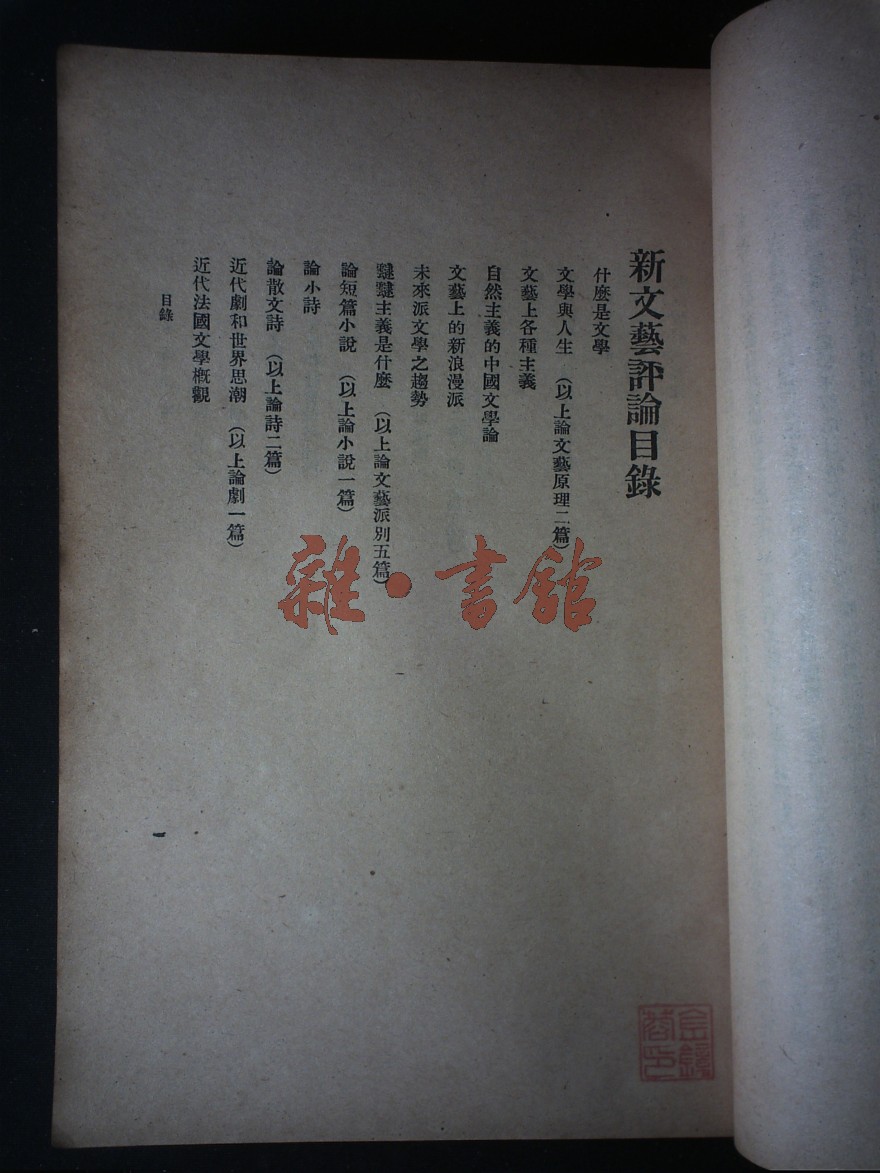 新文藝評論目錄
什麼是文學
文學與人生　(以上論文藝原理二篇)
文藝上各種主義
自然主義的中國文學論
文藝上的新浪漫派
未來派文學之趨勢
韃韃主義是什麼　(以上論文藝派別五篇)
論短篇小說　(以上論小說一篇)
論小詩
論散文詩　(以上論詩二篇)
近代劇和世界思潮　(以上論劇一篇)
近代法國文學概觀
目錄
一
雜·書館